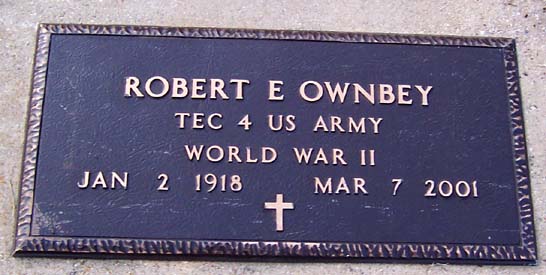 ROBERT E OWNBEY
TEC 4 US ARMY
WORLD WAR II
JAN 2 1918 MAR 7 2001